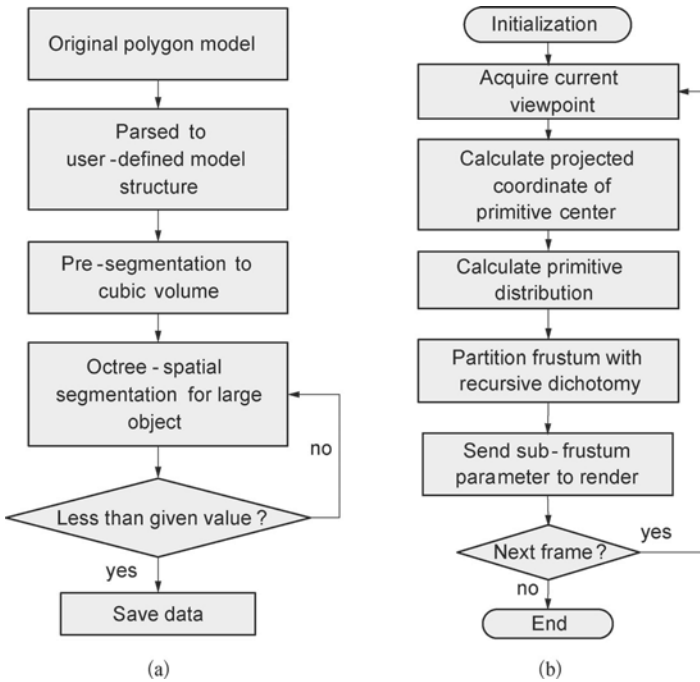 Original polygon model
Parsed to
user-defined model
structure
Pre-segmentation to
cubic volume
Octree-spatial
segmentation for large
object
no
Less than given value?
yes
Save data
(a)
Initialization
Acquire current
viewpoint
Calculate projected
coordinate of
primitive center
Calculate primitive
distribution
Partition frustum with
recursive dichotomy
Send sub-frustum
parameter to render
yes
Next frame?
no
End
(b)